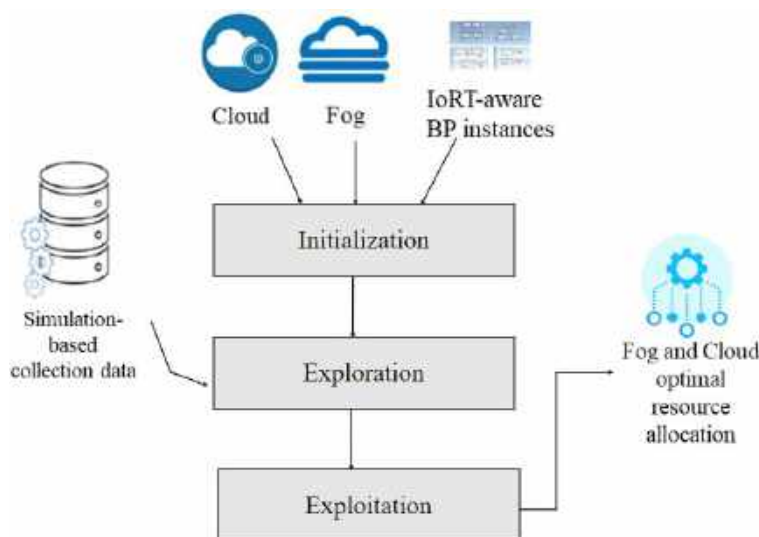 Cloud
Fog
IoRT-aware
BP instances
Initialization
Simulation-
based
collection data
Exploration
Fog and Cloud
optimal
resource
allocation
Exploitation